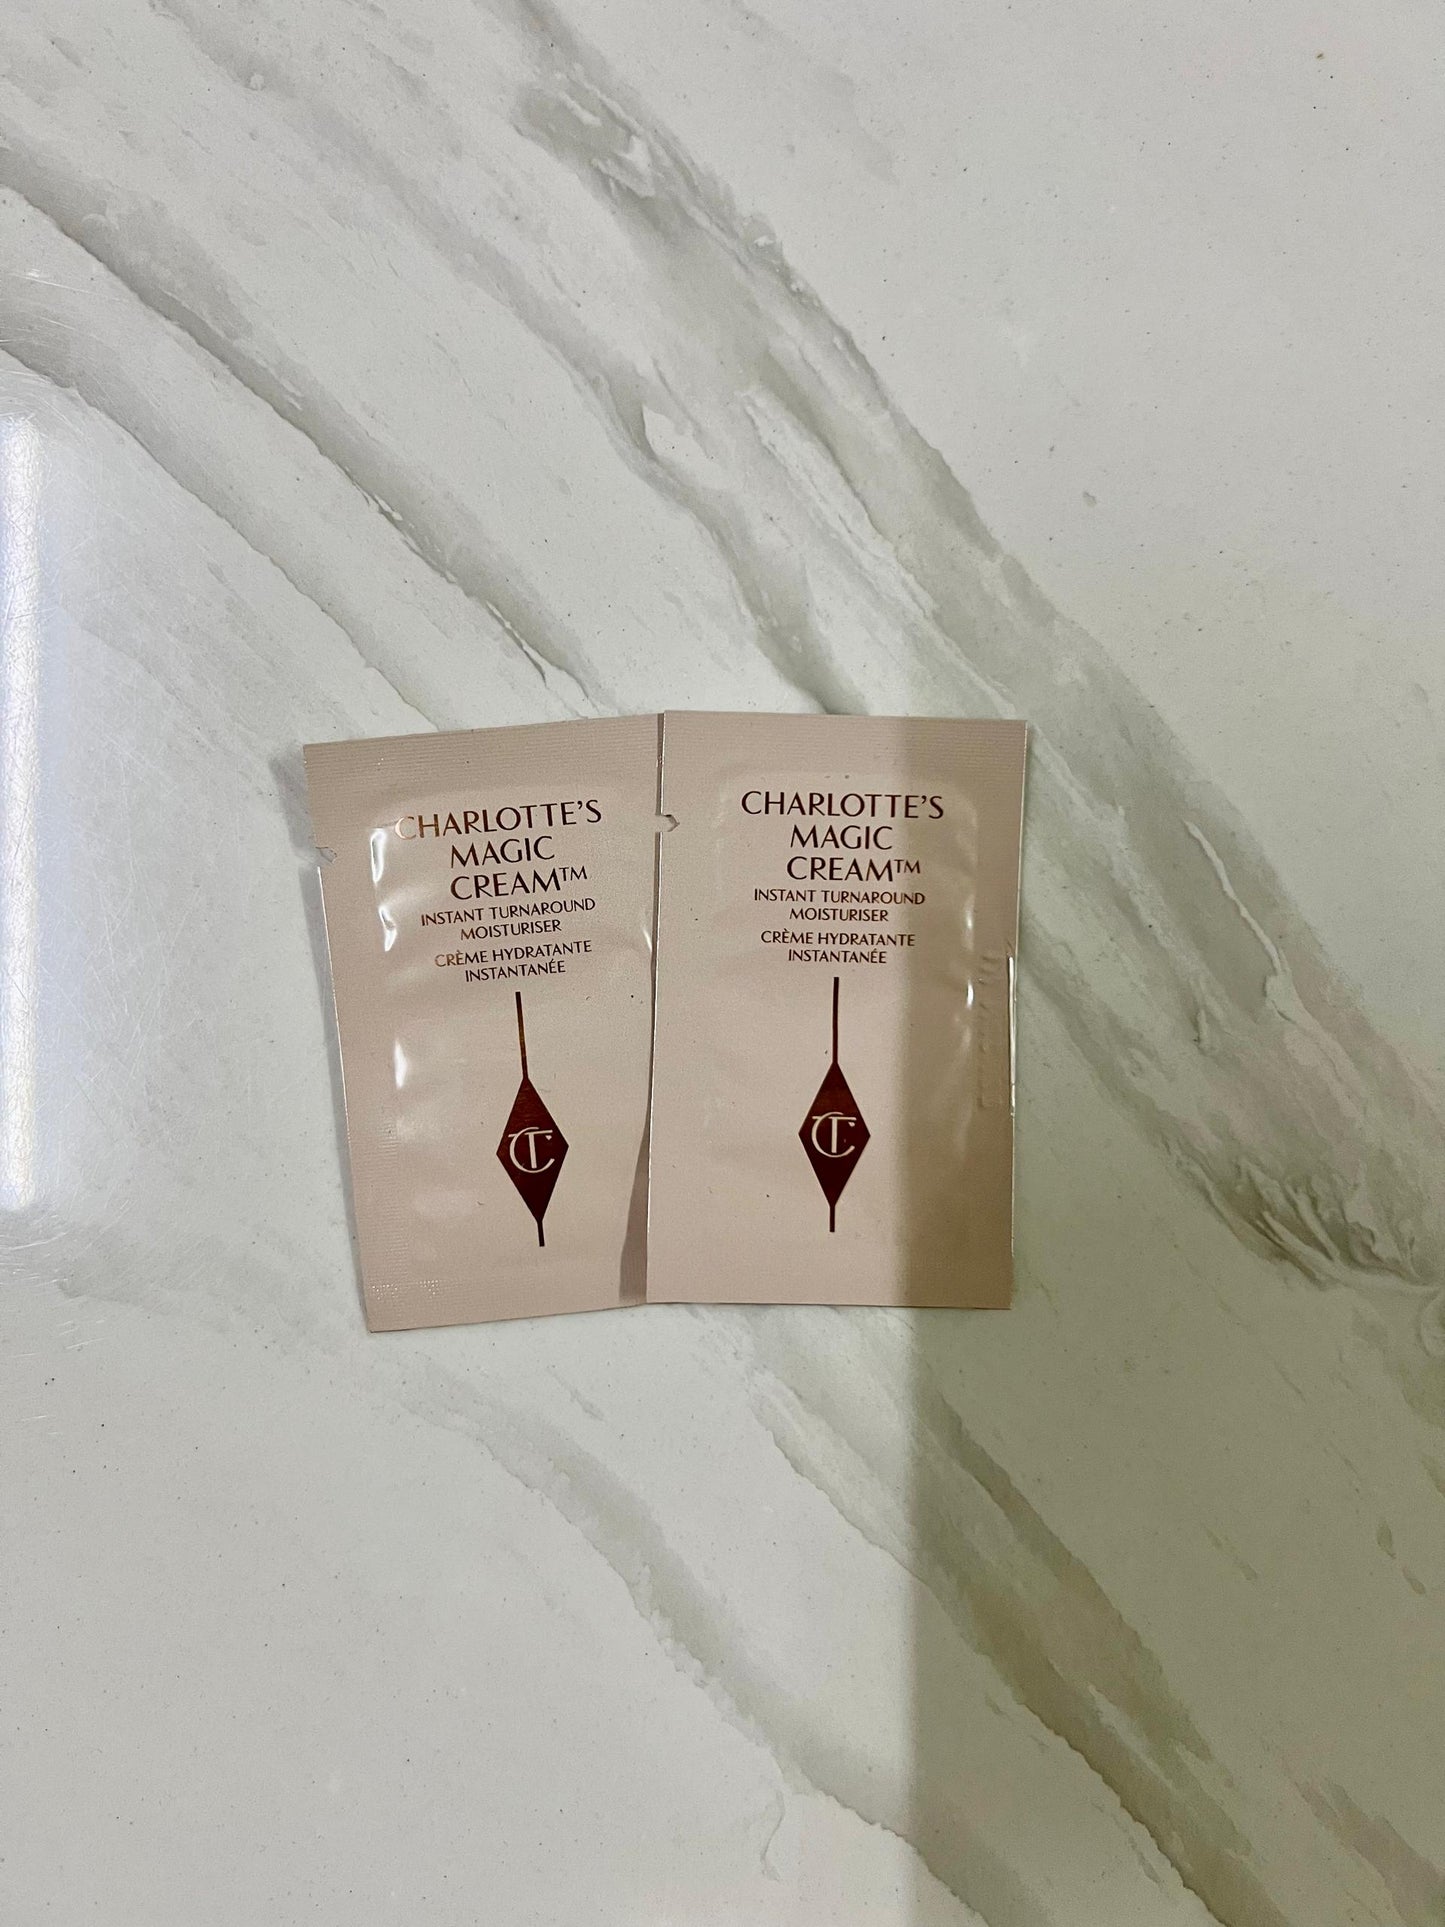 CHARLOTTE'S
MAGIC
CREAM™
INSTANT TURNAROUND
MOISTURISER
CRÈME HYDRATANTE
INSTANTANÉE
CT
CHARLOTTE'S
MAGIC
CREAM™
INSTANT TURNAROUND
MOISTURISER
CRÈME HYDRATANTE
INSTANTANÉE
CT